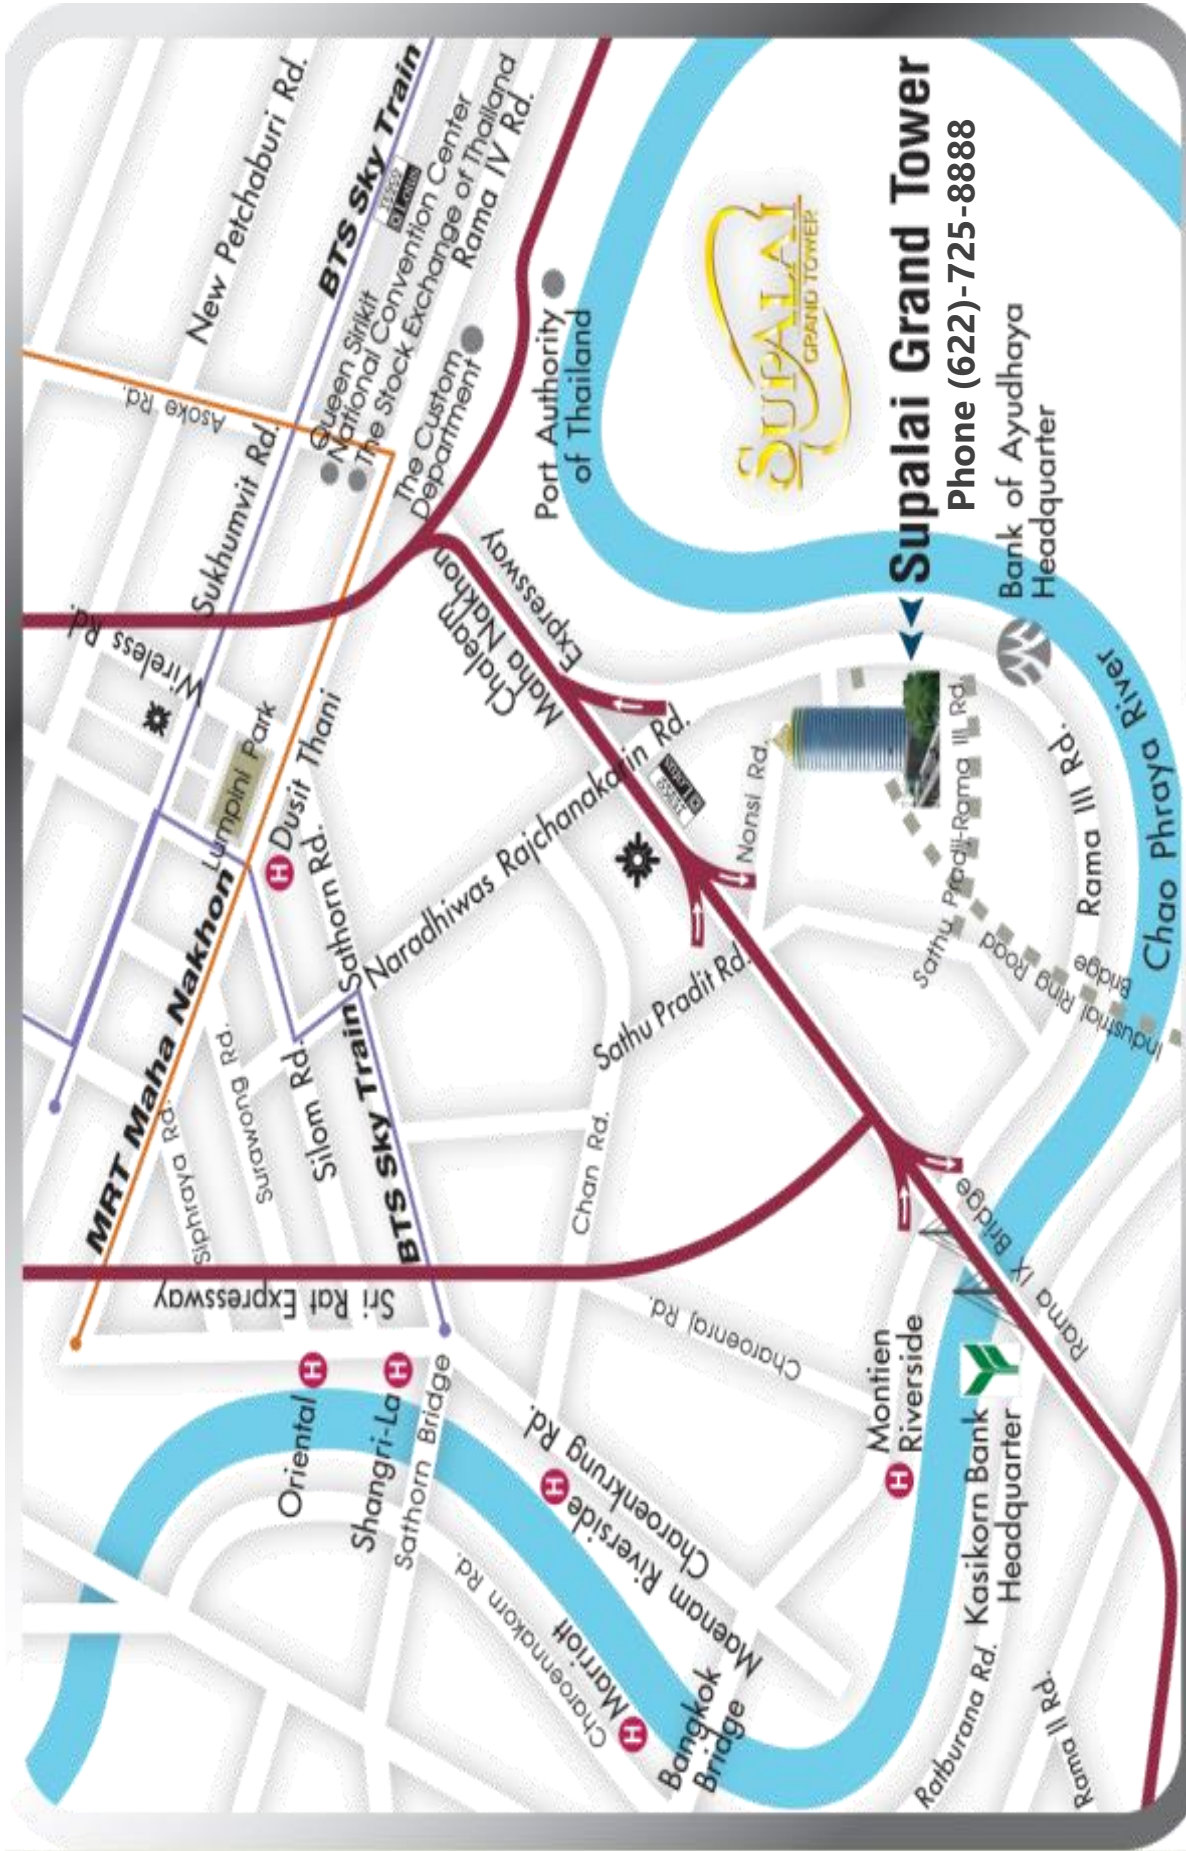 New Petchaburi Rd.
BTS Sky Train
Asoke Rd.
Sukhumvit Rd.
Queen Sirikit
National Convention Center
The Stock Exchange of Thailand
Rama IV Rd.
The Custom
Department
Port Authority
of Thailand
SUPALAI
GRAND TOWER
Supalai Grand Tower
Phone (622)-725-8888
Bank of Ayudhaya
Headquarter
Wireless Rd.
Lumpini Park
H Dusit Thani
Chaleam
Maha Nakhon
Expressway
MRT Maha Nakhon
Sathorn Rd.
Naradhiwas Rajchanakarin Rd.
Nonsi Rd.
Sathu Pradit-Rama III Rd.
Rama III Rd.
Chao Phraya River
Siphraya Rd.
Surawong Rd.
Silom Rd.
BTS Sky Train
Sathu Pradit Rd.
Chan Rd.
Industrial Ring Road
Bridge
Sri Rat Expressway
Charoenraj Rd.
Rama IX Bridge
Oriental H
Shangri-La H
Sathorn Bridge
Charoenkrung Rd.
H
Maenam Riverside
Montien
Riverside
H
Kasikorn Bank
Headquarter
Charoennakorn Rd.
H Marriott
Bangkok
Bridge
Ratburana Rd.
Rama II Rd.